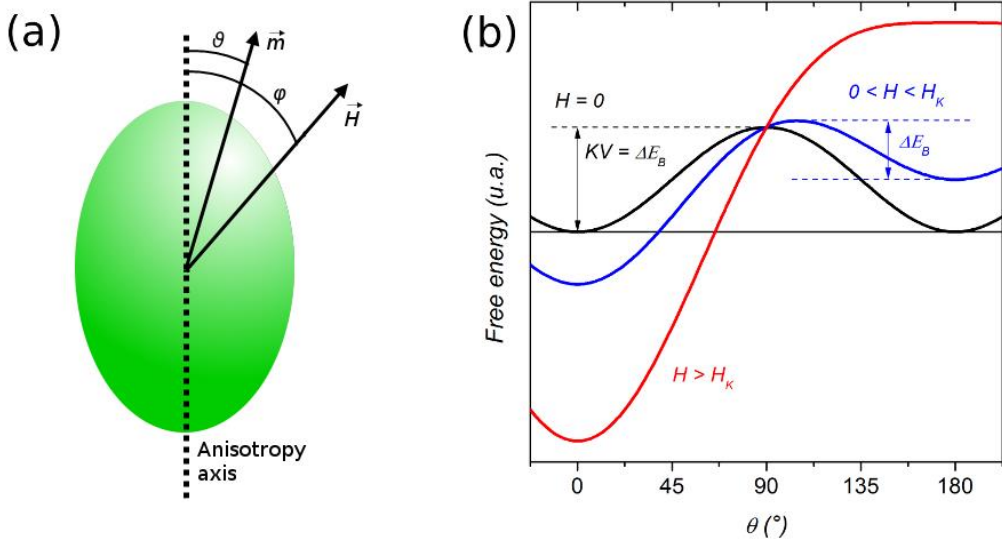 (a)
ϑ
m⃗
φ
H⃗
Anisotropy
axis
(b)
H = 0
0 < H < H_K
KV = ΔE_B
ΔE_B
H > H_K
Free energy (u.a.)
0 45 90 135 180
θ (°)